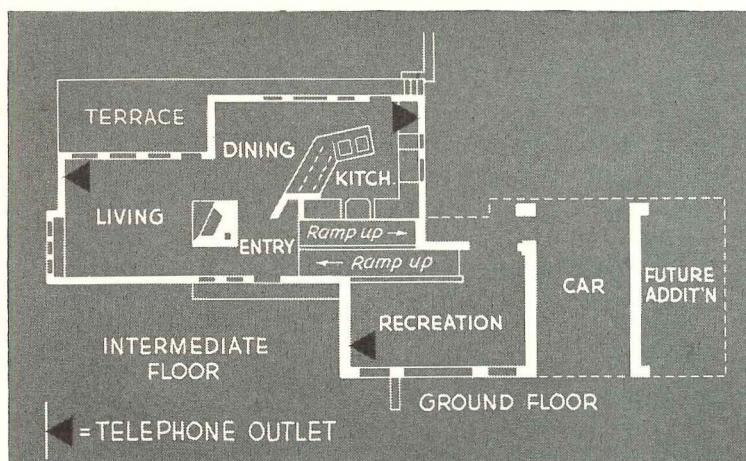 TERRACE
DINING
KITCH.
LIVING
ENTRY
Ramp up →
← Ramp up
CAR
FUTURE
ADDIT'N
RECREATION
INTERMEDIATE
FLOOR
GROUND FLOOR
= TELEPHONE OUTLET